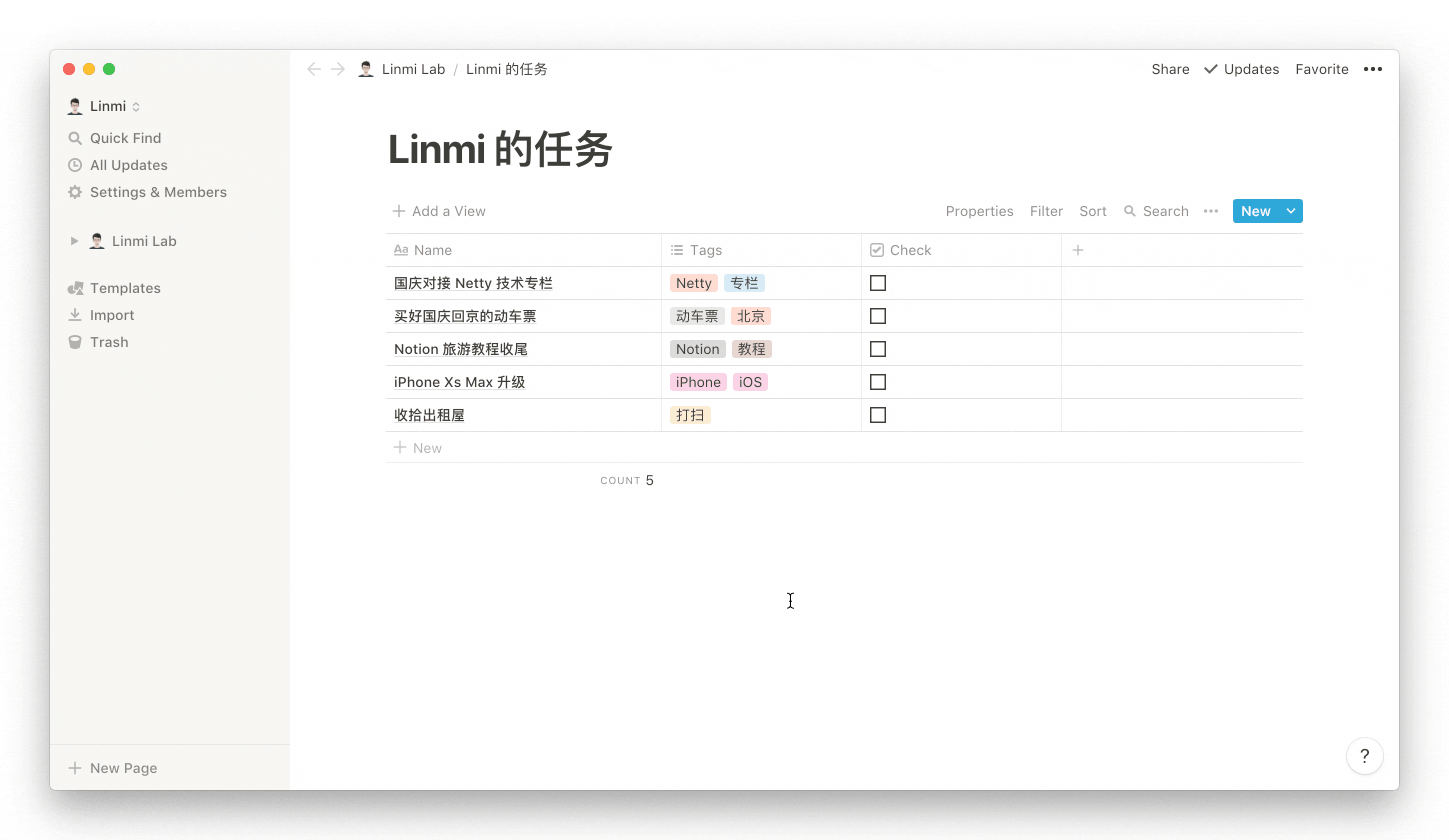 Linmi Lab / Linmi 的任务
Share Updates Favorite •••
Linmi
Quick Find
All Updates
Settings & Members
Linmi Lab
Templates
Import
Trash
New Page
Linmi 的任务
Add a View
Properties Filter Sort Search ••• New
Aa Name Tags Check
国庆对接 Netty 技术专栏 Netty 专栏
买好国庆回京的动车票 动车票 北京
Notion 旅游教程收尾 Notion 教程
iPhone Xs Max 升级 iPhone iOS
收拾出租屋 打扫
New
COUNT 5
?